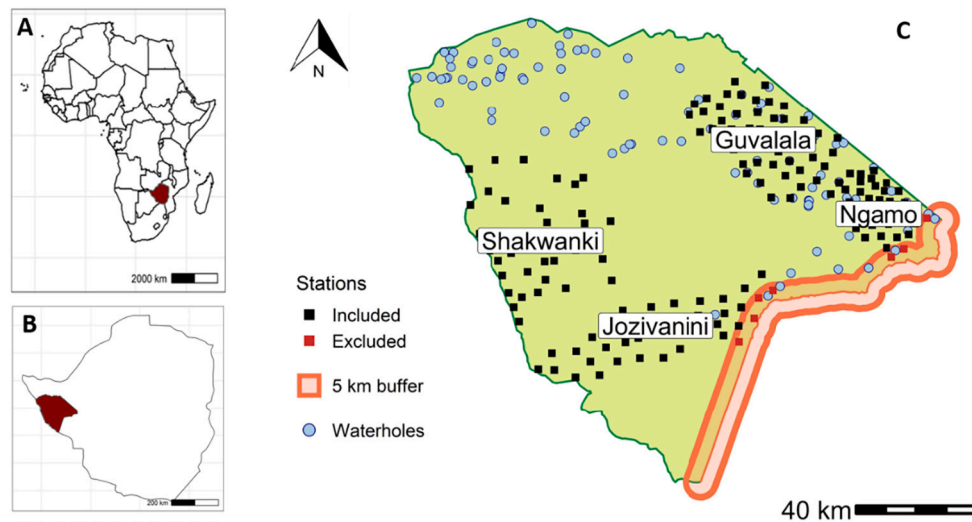 A
N
C
2000 km
B
200 km
Guvalala
Ngamo
Shakwanki
Jozivanini
Stations
Included
Excluded
5 km buffer
Waterholes
40 km